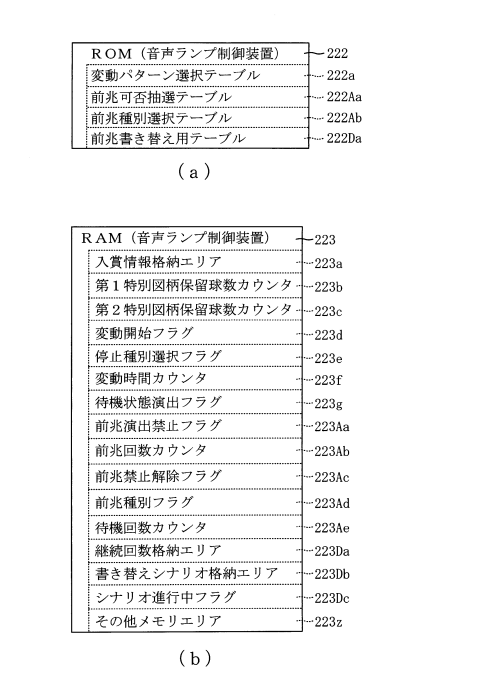 ROM（音声ランプ制御装置） 222
変動パターン選択テーブル 222a
前兆可否抽選テーブル 222Aa
前兆種別選択テーブル 222Ab
前兆書き替え用テーブル 222Da
(a)
RAM（音声ランプ制御装置） 223
入賞情報格納エリア 223a
第1特別図柄保留球数カウンタ 223b
第2特別図柄保留球数カウンタ 223c
変動開始フラグ 223d
停止種別選択フラグ 223e
変動時間カウンタ 223f
待機状態演出フラグ 223g
前兆演出禁止フラグ 223Aa
前兆回数カウンタ 223Ab
前兆禁止解除フラグ 223Ac
前兆種別フラグ 223Ad
待機回数カウンタ 223Ae
継続回数格納エリア 223Da
書き替えシナリオ格納エリア 223Db
シナリオ進行中フラグ 223Dc
その他メモリエリア 223z
(b)